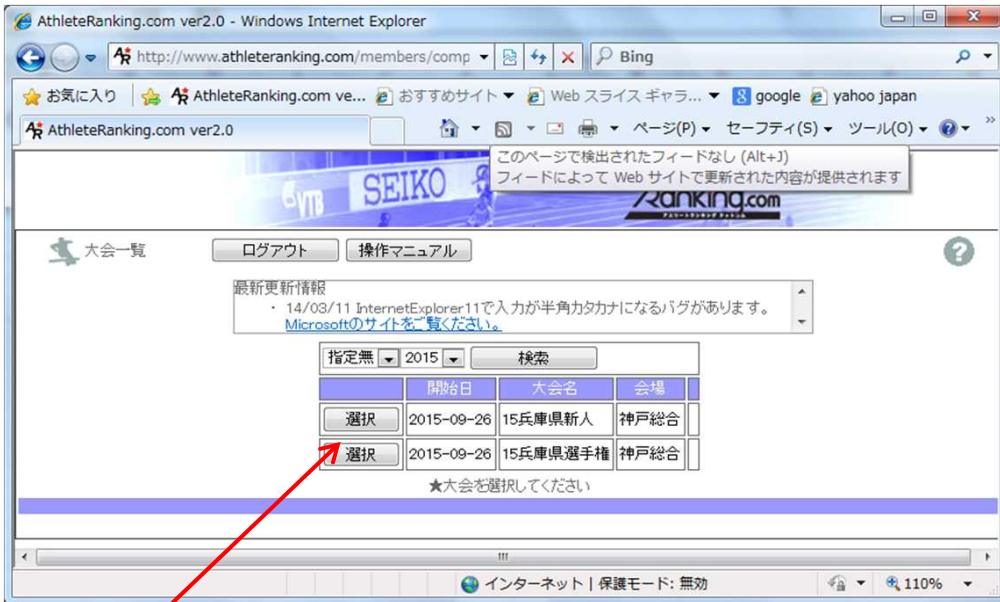 AthleteRanking.com ver2.0 - Windows Internet Explorer
http://www.athleteranking.com/members/comp
Bing
お気に入り AthleteRanking.com ve... おすすめサイト Web スライス ギャラ... google yahoo japan
AthleteRanking.com ver2.0 ページ(P) セーフティ(S) ツール(O) »
このページで検出されたフィードなし (Alt+J)
フィードによって Web サイトで更新された内容が提供されます
VTB SEIKO Ranking.com
大会一覧 ログアウト 操作マニュアル
最新更新情報
・ 14/03/11 InternetExplorer11で入力が半角カタカナになるバグがあります。
Microsoftのサイトをご覧ください。
指定無 2015 検索
開始日 大会名 会場
選択 2015-09-26 15兵庫県新人 神戸総合
選択 2015-09-26 15兵庫県選手権 神戸総合
★大会を選択してください
インターネット | 保護モード: 無効 110%